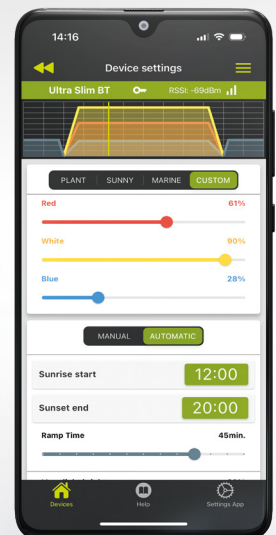 14:16
Device settings
Ultra Slim BT RSSI: -69dBm
PLANT SUNNY MARINE CUSTOM
Red 61%
White 90%
Blue 28%
MANUAL AUTOMATIC
Sunrise start 12:00
Sunset end 20:00
Ramp Time 45min.
Devices Help Settings App